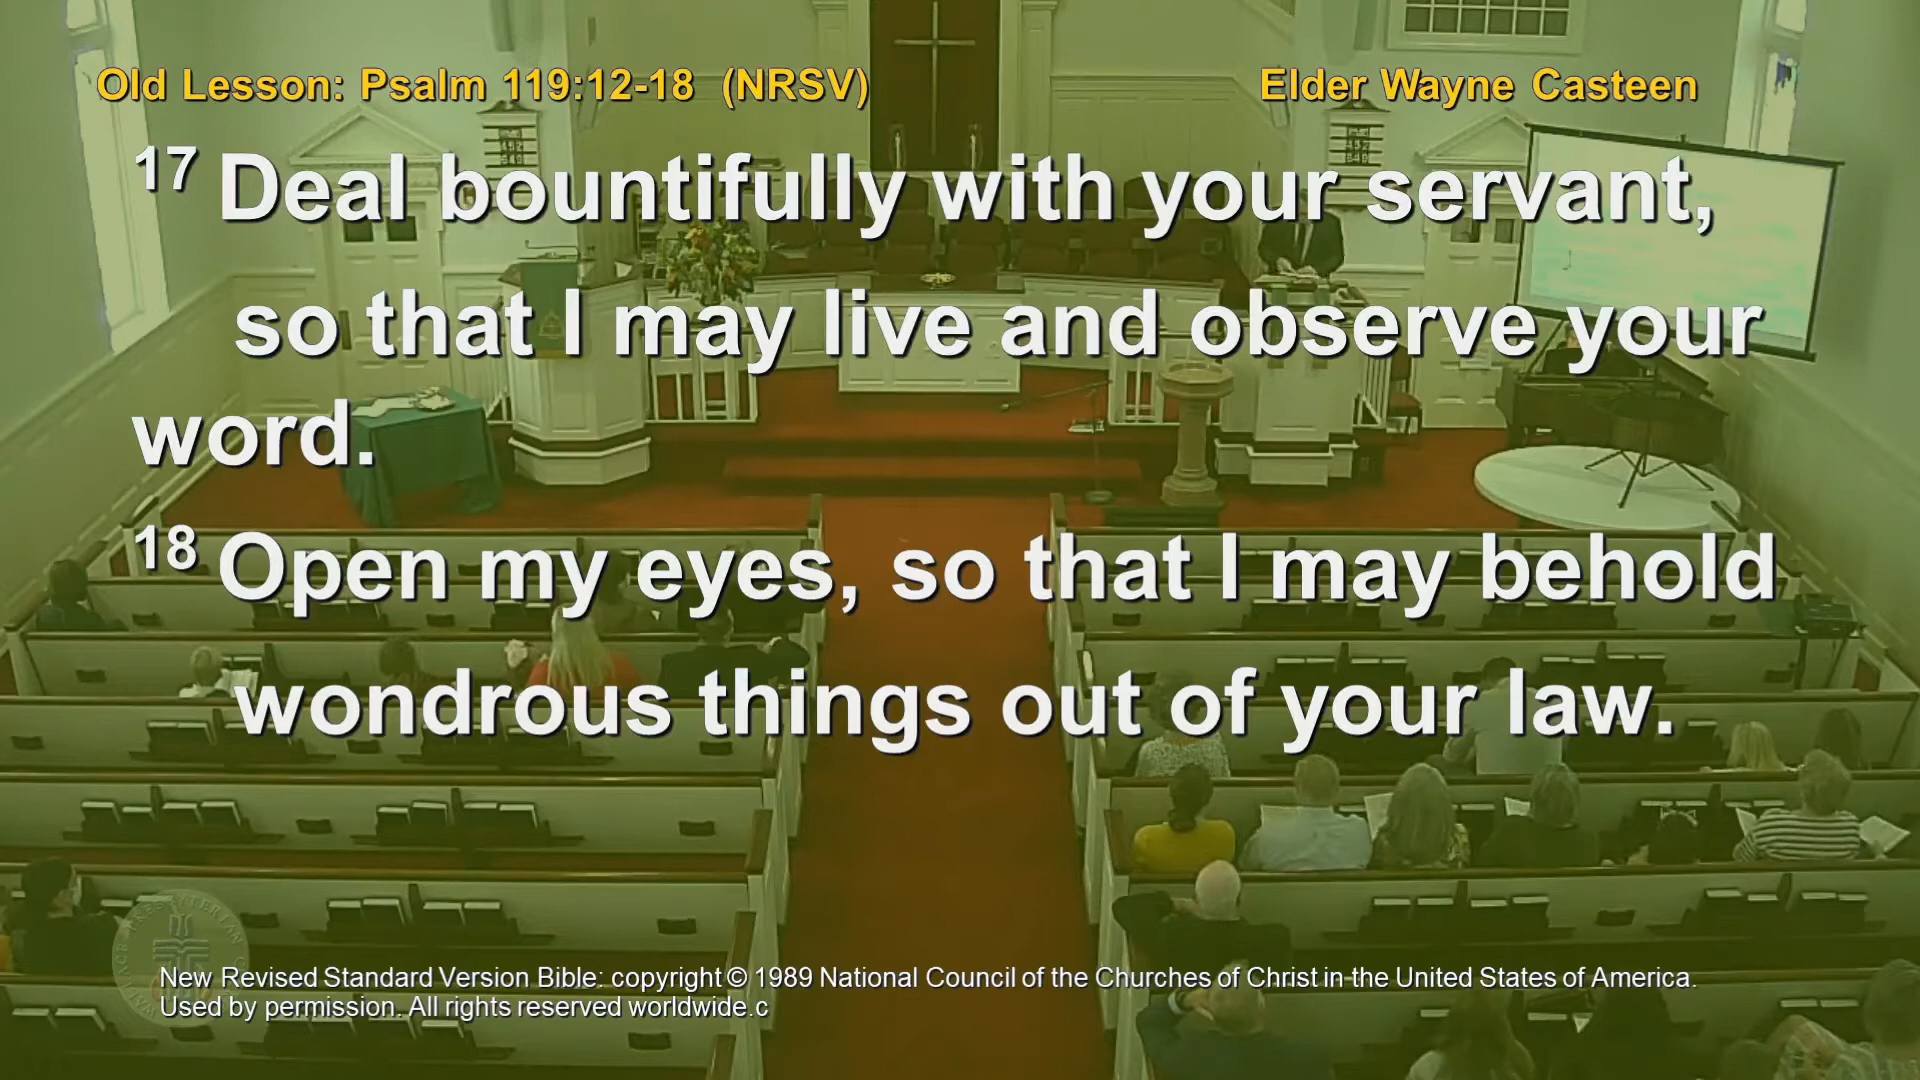 Old Lesson: Psalm 119:12-18 (NRSV)
Elder Wayne Casteen
17 Deal bountifully with your servant,
so that I may live and observe your
word.
18 Open my eyes, so that I may behold
wondrous things out of your law.
New Revised Standard Version Bible: copyright © 1989 National Council of the Churches of Christ in the United States of America.
Used by permission. All rights reserved worldwide.c